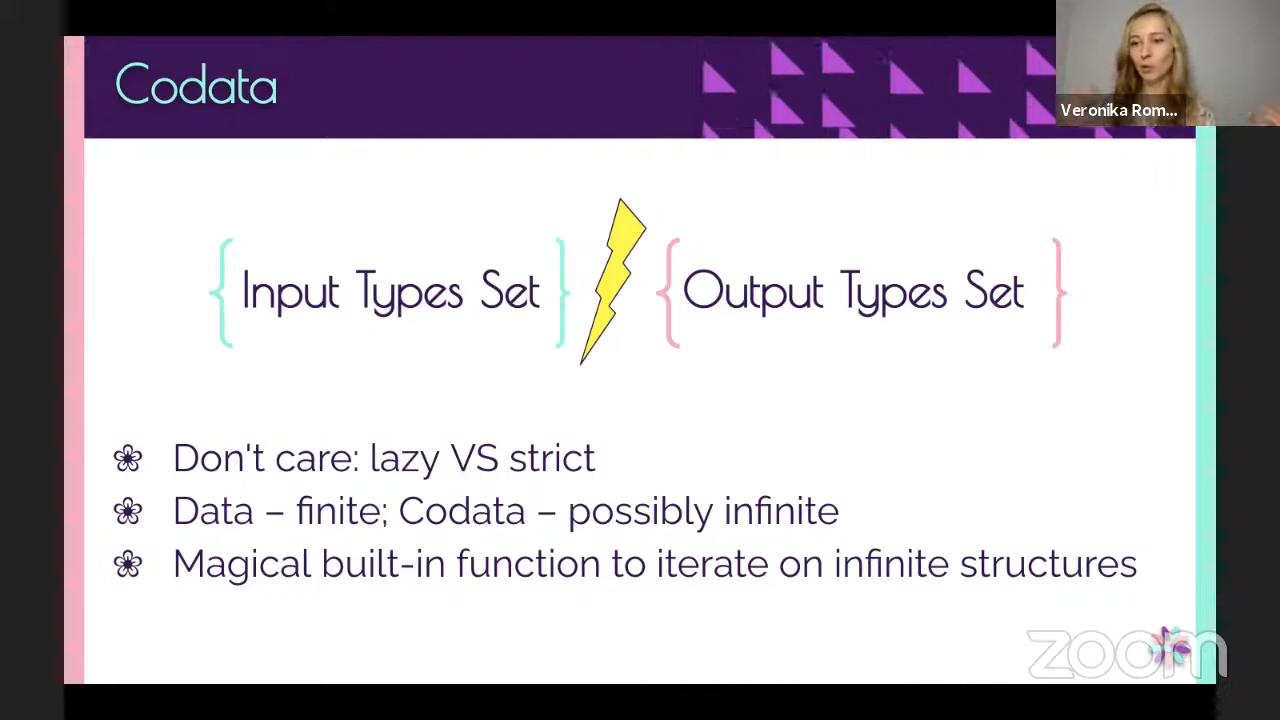 Codata
Veronika Rom...
Input Types Set
Output Types Set
Don't care: lazy VS strict
Data – finite; Codata – possibly infinite
Magical built-in function to iterate on infinite structures
zoom